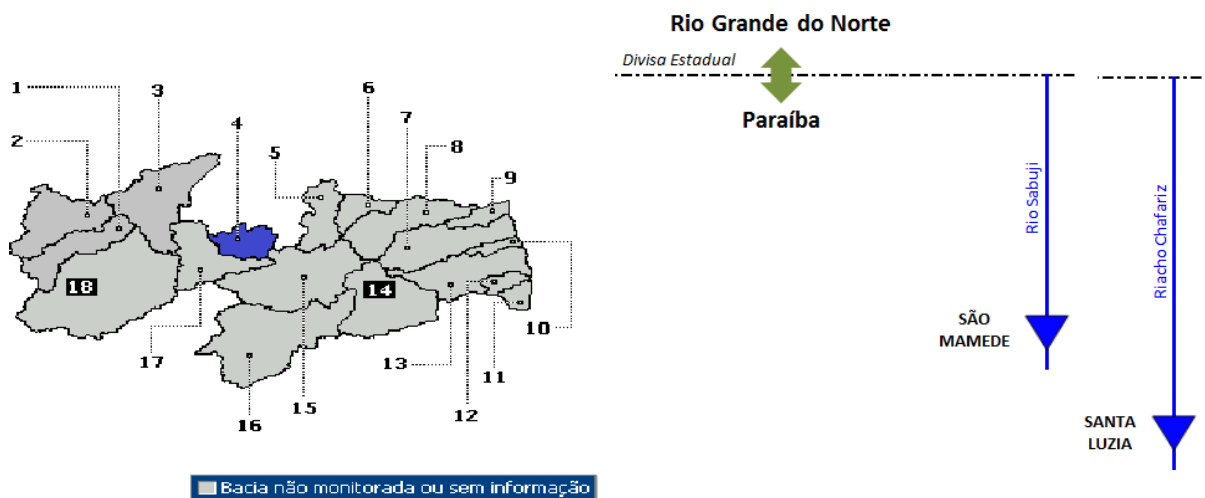 1
2
3
4
5
6
7
8
9
10
11
12
13
14
15
16
17
18
Bacia não monitorada ou sem informação
Rio Grande do Norte
Divisa Estadual
Paraíba
Rio Sabuji
Riacho Chafariz
SÃO
MAMEDE
SANTA
LUZIA